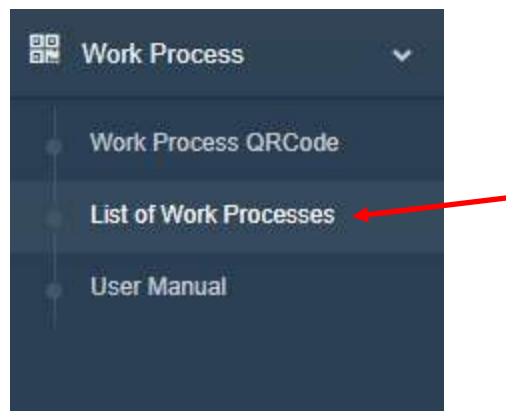 Work Process
Work Process QRCode
List of Work Processes
User Manual